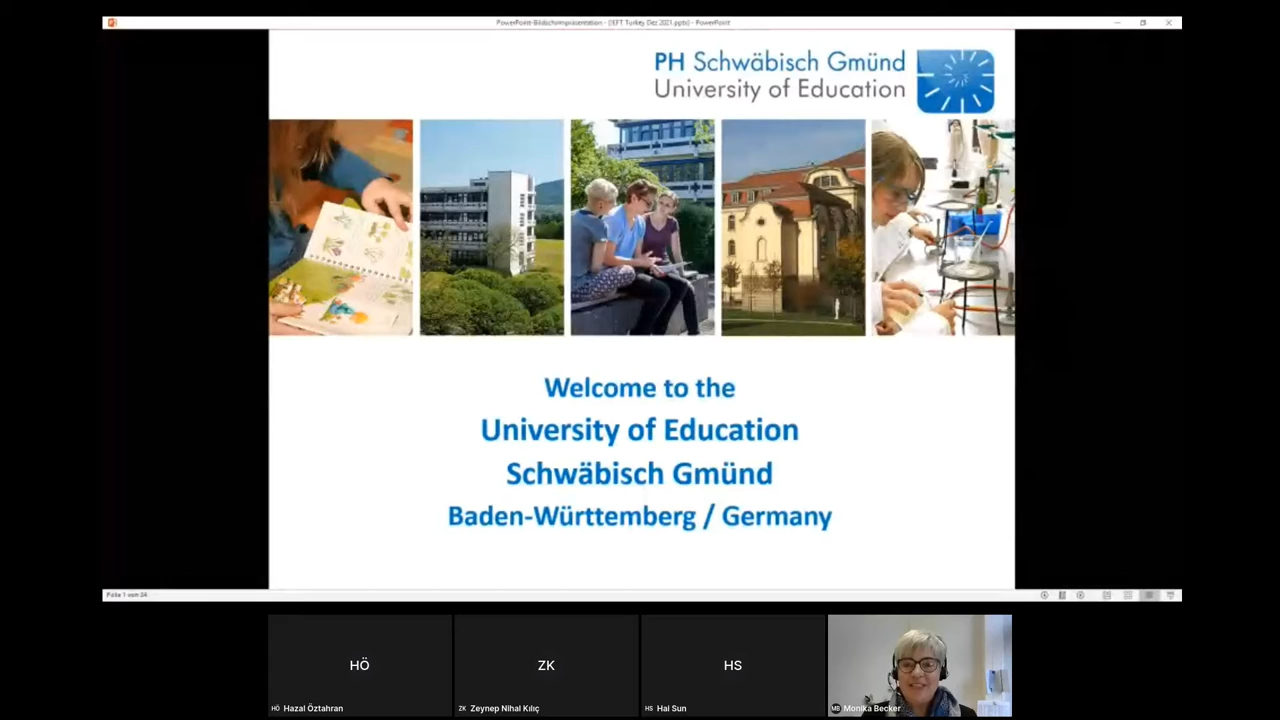 PowerPoint-Bildschirmpräsentation - [IEFT Turkey Dez 2021.pptx] - PowerPoint
PH Schwäbisch Gmünd
University of Education
Welcome to the
University of Education
Schwäbisch Gmünd
Baden-Württemberg / Germany
Folie 1 von 24
HÖ
ZK
HS
HÖ Hazal Öztahran
ZK Zeynep Nihal Kılıç
HS Hai Sun
MB Monika Becker